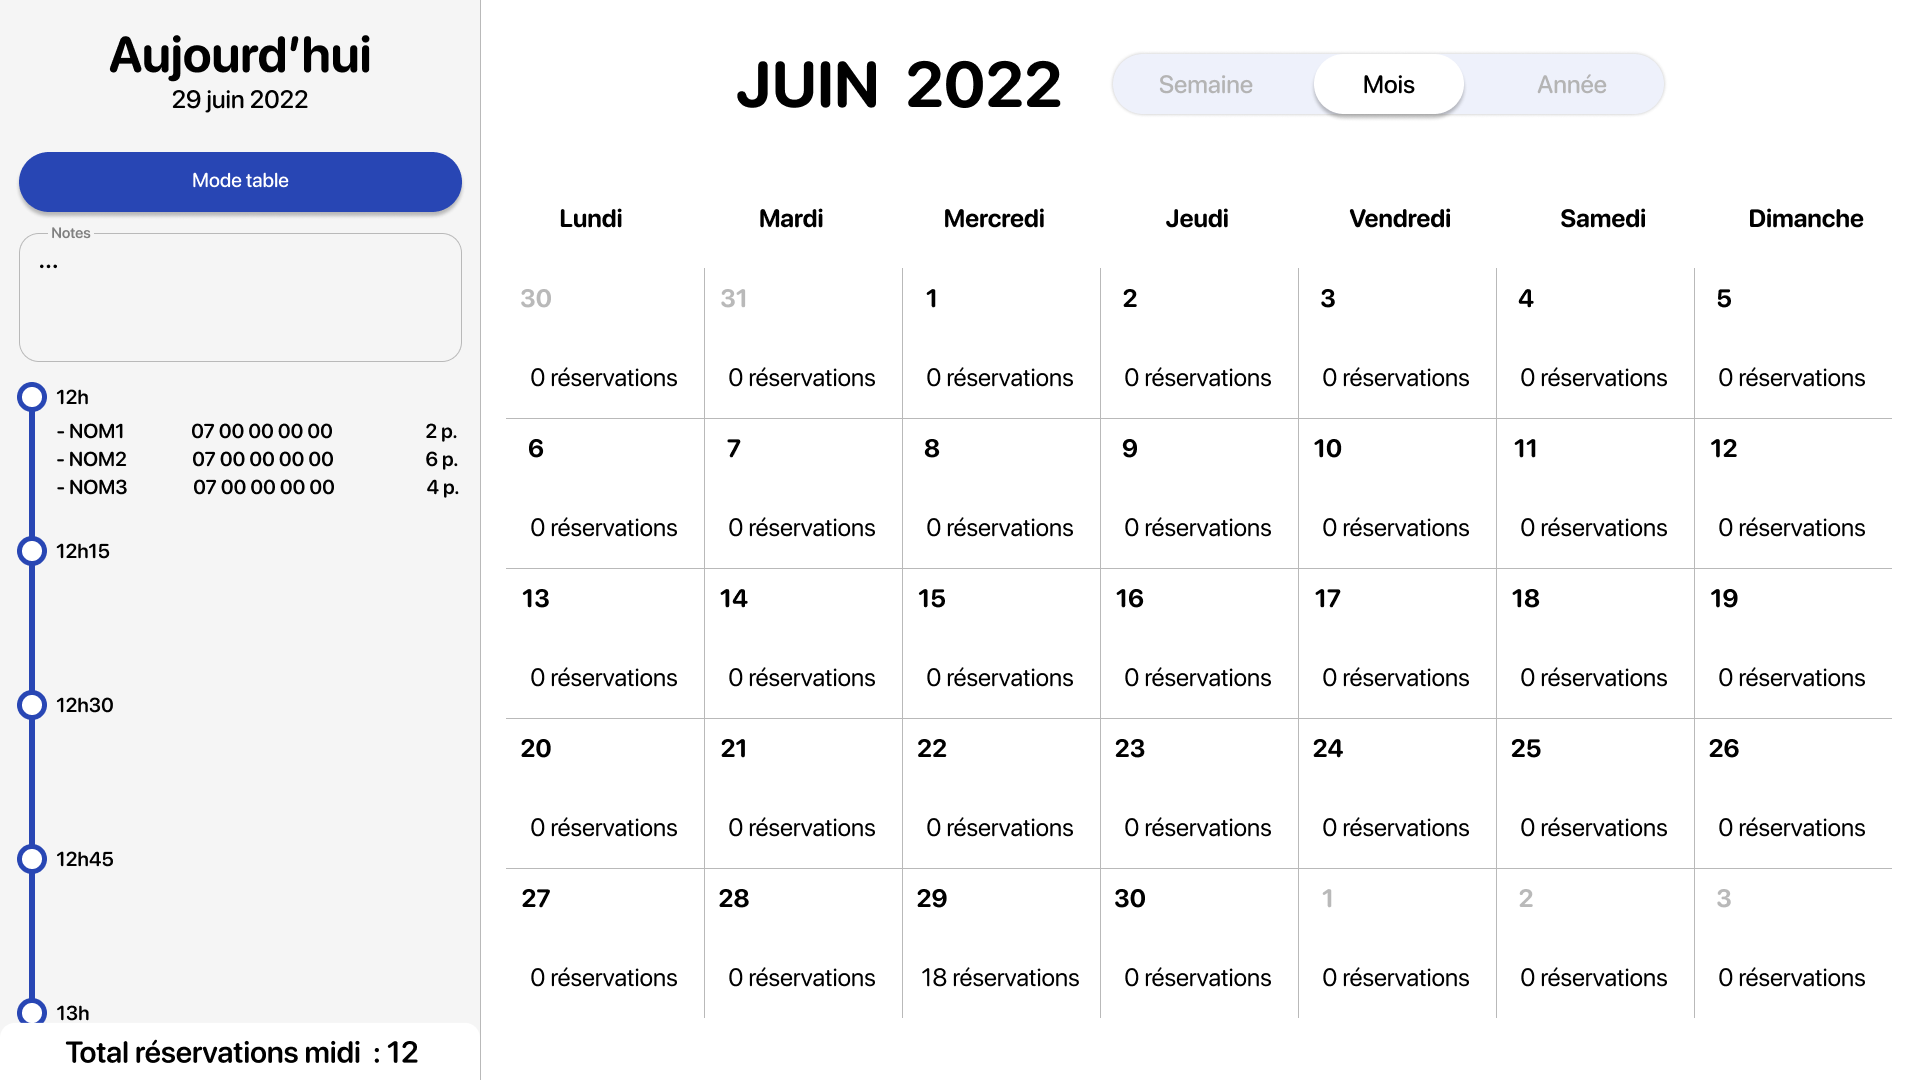 Aujourd'hui
29 juin 2022
Mode table
Notes
...
12h
- NOM1 07 00 00 00 00 2 p.
- NOM2 07 00 00 00 00 6 p.
- NOM3 07 00 00 00 00 4 p.
12h15
12h30
12h45
13h
Total réservations midi : 12
JUIN 2022
Semaine Mois Année
Lundi Mardi Mercredi Jeudi Vendredi Samedi Dimanche
30 31 1 2 3 4 5
0 réservations 0 réservations 0 réservations 0 réservations 0 réservations 0 réservations 0 réservations
6 7 8 9 10 11 12
0 réservations 0 réservations 0 réservations 0 réservations 0 réservations 0 réservations 0 réservations
13 14 15 16 17 18 19
0 réservations 0 réservations 0 réservations 0 réservations 0 réservations 0 réservations 0 réservations
20 21 22 23 24 25 26
0 réservations 0 réservations 0 réservations 0 réservations 0 réservations 0 réservations 0 réservations
27 28 29 30 1 2 3
0 réservations 0 réservations 18 réservations 0 réservations 0 réservations 0 réservations 0 réservations